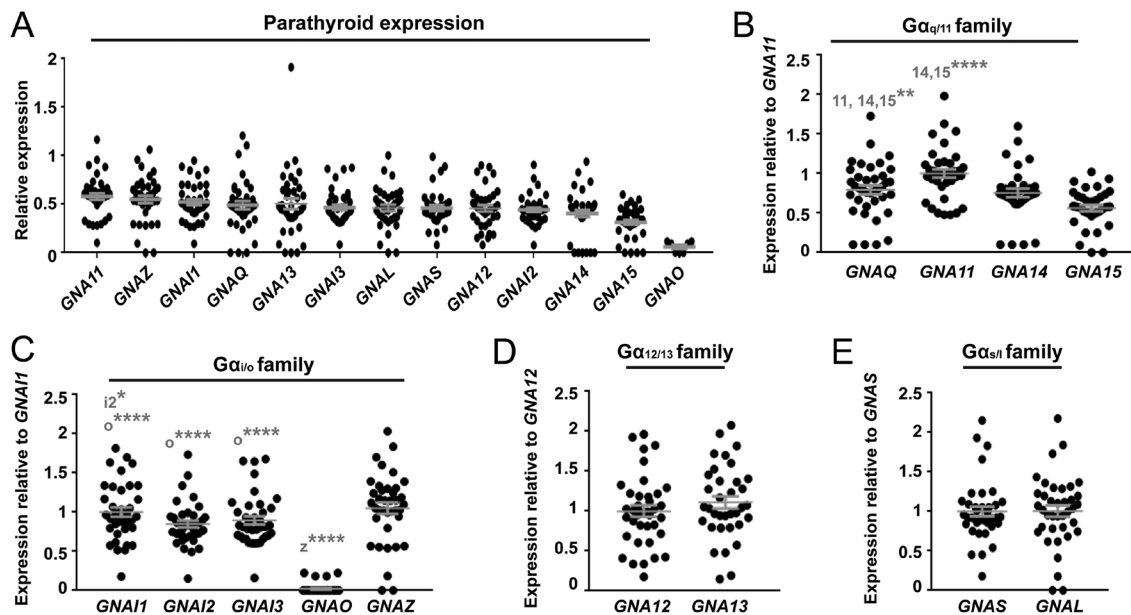 A
Parathyroid expression
Relative expression
2
1.5
1
0.5
0
GNA11 GNAZ GNAI1 GNAQ GNA13 GNAI3 GNAL GNAS GNA12 GNAI2 GNA14 GNA15 GNAO
B
Gαq/11 family
Expression relative to GNA11
2.5
2
1.5
1
0.5
0
11, 14,15**
14,15****
GNAQ GNA11 GNA14 GNA15
C
Gαi/o family
Expression relative to GNAI1
2.5
2
1.5
1
0.5
0
i2*
o****
o****
o****
z****
GNAI1 GNAI2 GNAI3 GNAO GNAZ
D
Gα12/13 family
Expression relative to GNA12
2.5
2
1.5
1
0.5
0
GNA12 GNA13
E
Gαs/l family
Expression relative to GNAS
2.5
2
1.5
1
0.5
0
GNAS GNAL